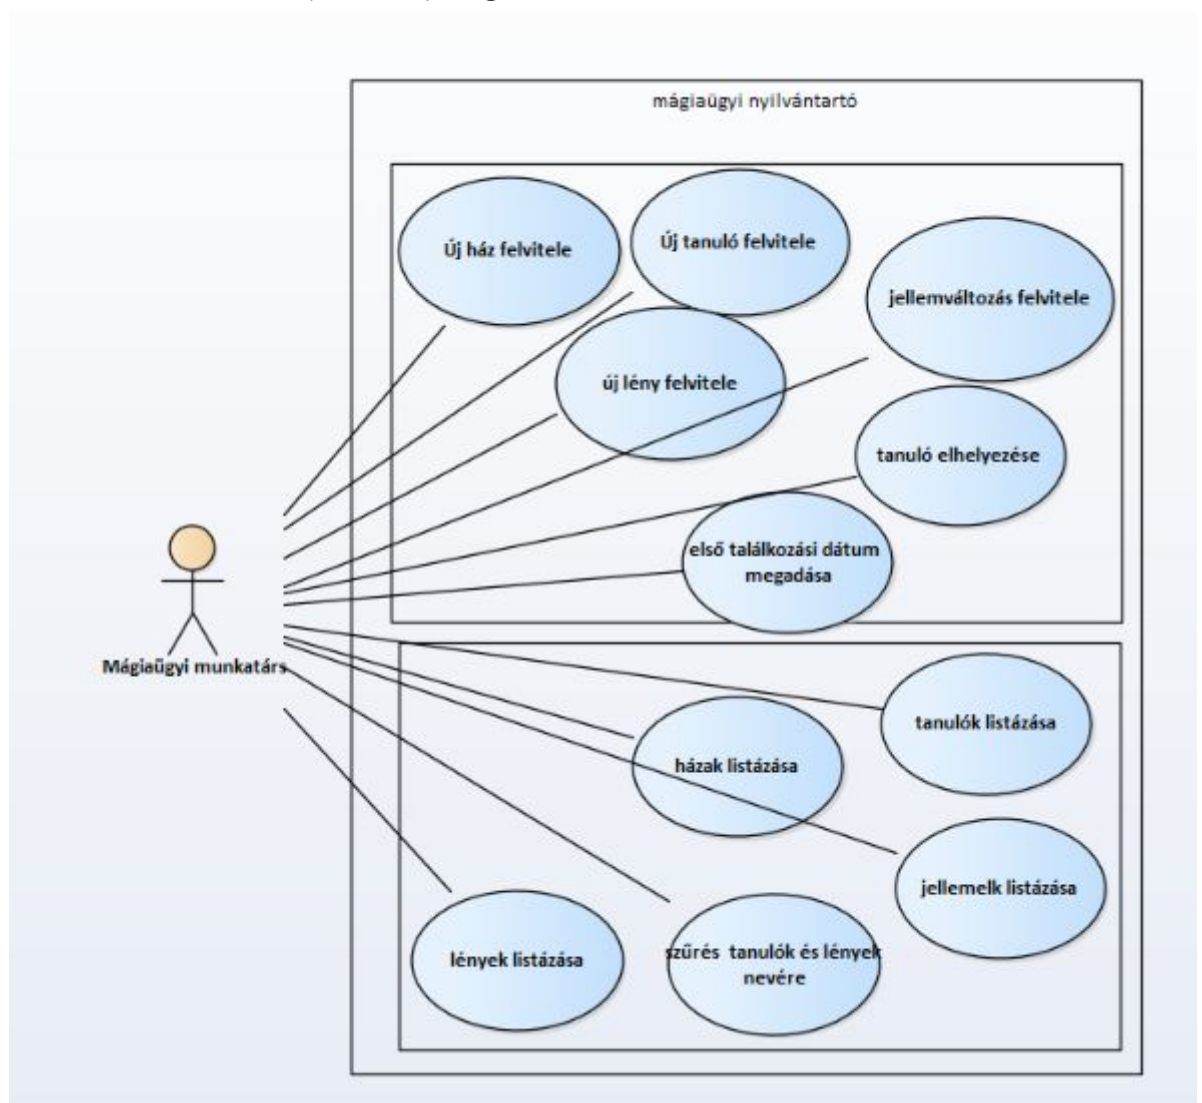 mágiaügyi nyilvántartó
Új ház felvitele
Új tanuló felvitele
jellemváltozás felvitele
új lény felvitele
tanuló elhelyezése
első találkozási dátum
megadása
Mágiaügyi munkatárs
tanulók listázása
házak listázása
jellemelk listázása
lények listázása
szűrés tanulók és lények
nevére